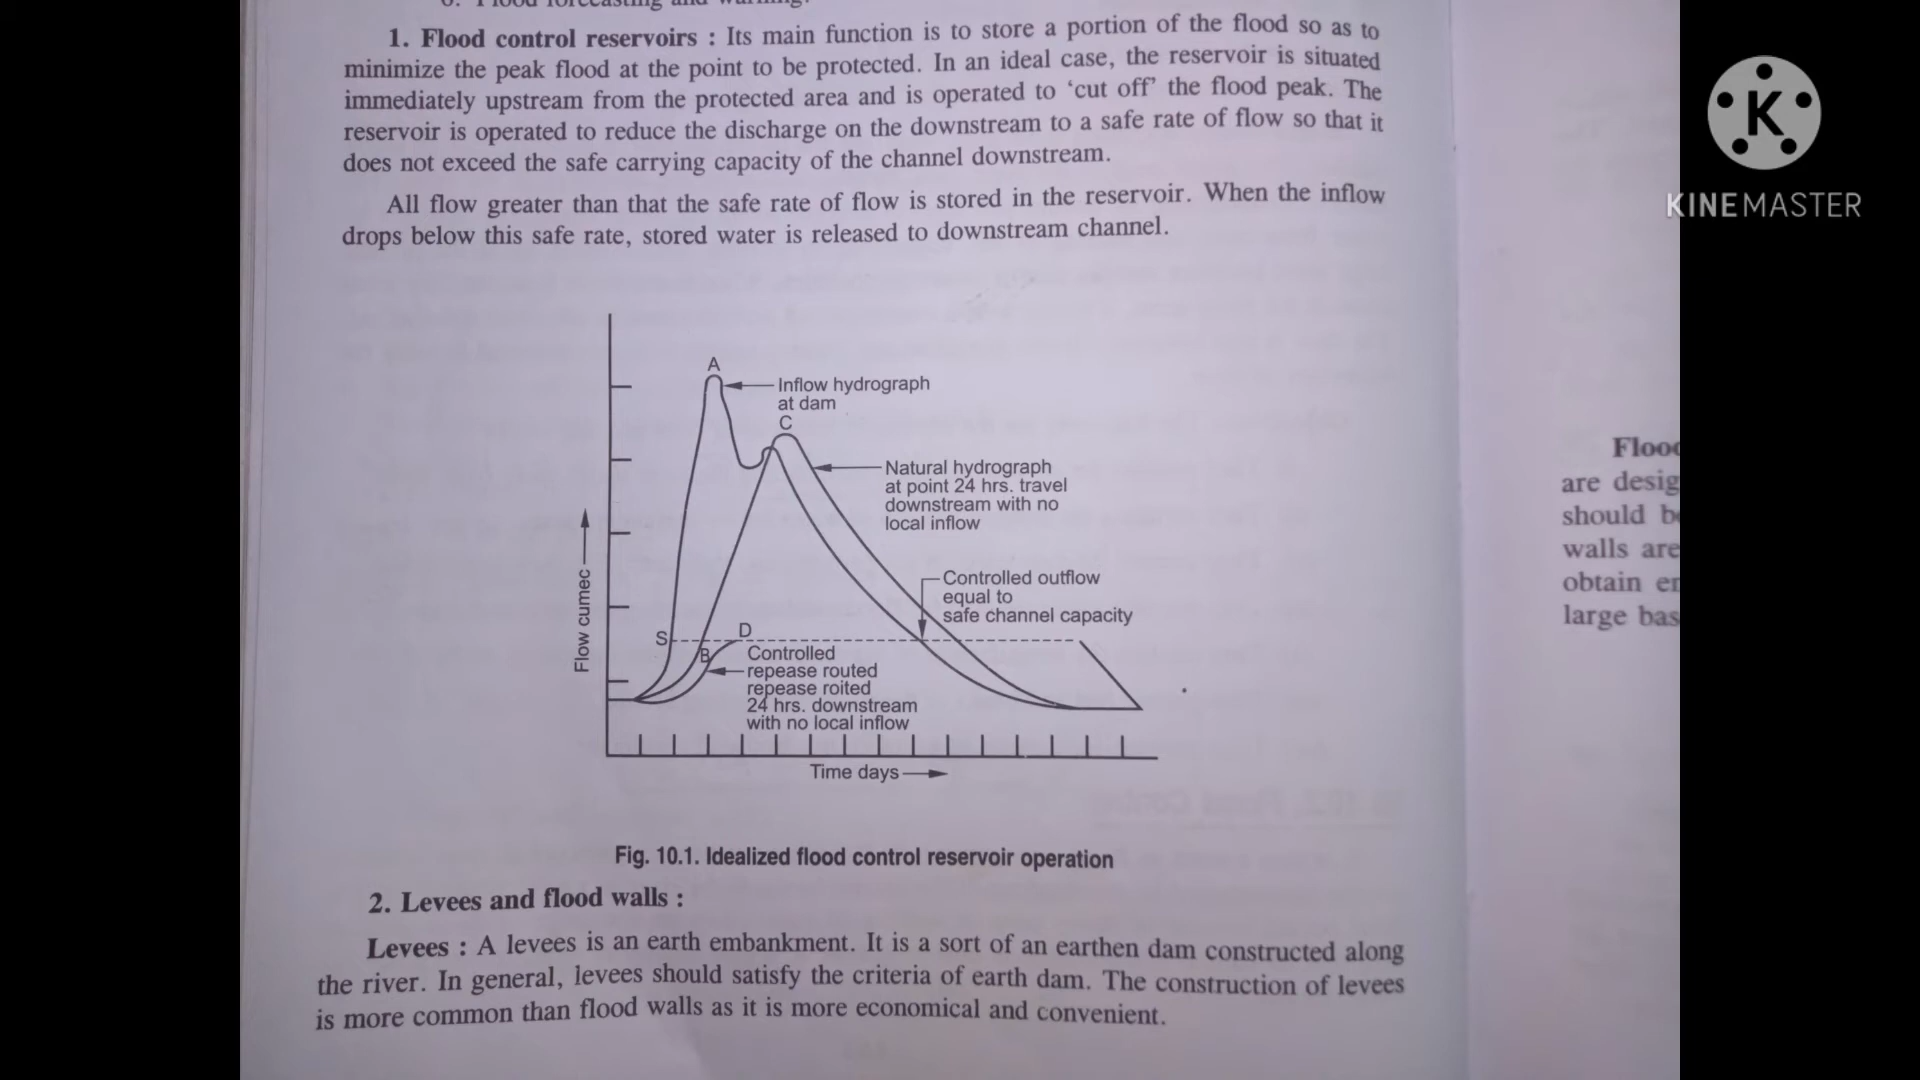 6. Flood forecasting and warning.
1. Flood control reservoirs : Its main function is to store a portion of the flood so as to
minimize the peak flood at the point to be protected. In an ideal case, the reservoir is situated
immediately upstream from the protected area and is operated to ‘cut off’ the flood peak. The
reservoir is operated to reduce the discharge on the downstream to a safe rate of flow so that it
does not exceed the safe carrying capacity of the channel downstream.
All flow greater than that the safe rate of flow is stored in the reservoir. When the inflow
drops below this safe rate, stored water is released to downstream channel.
A
Inflow hydrograph
at dam
C
Natural hydrograph
at point 24 hrs. travel
downstream with no
local inflow
Controlled outflow
equal to
safe channel capacity
Flow cumec
S
D
B
Controlled
repease routed
repease roited
24 hrs. downstream
with no local inflow
Time days
Fig. 10.1. Idealized flood control reservoir operation
2. Levees and flood walls :
Levees : A levees is an earth embankment. It is a sort of an earthen dam constructed along
the river. In general, levees should satisfy the criteria of earth dam. The construction of levees
is more common than flood walls as it is more economical and convenient.
Flood
are desig
should b
walls are
obtain er
large bas
K
KINEMASTER